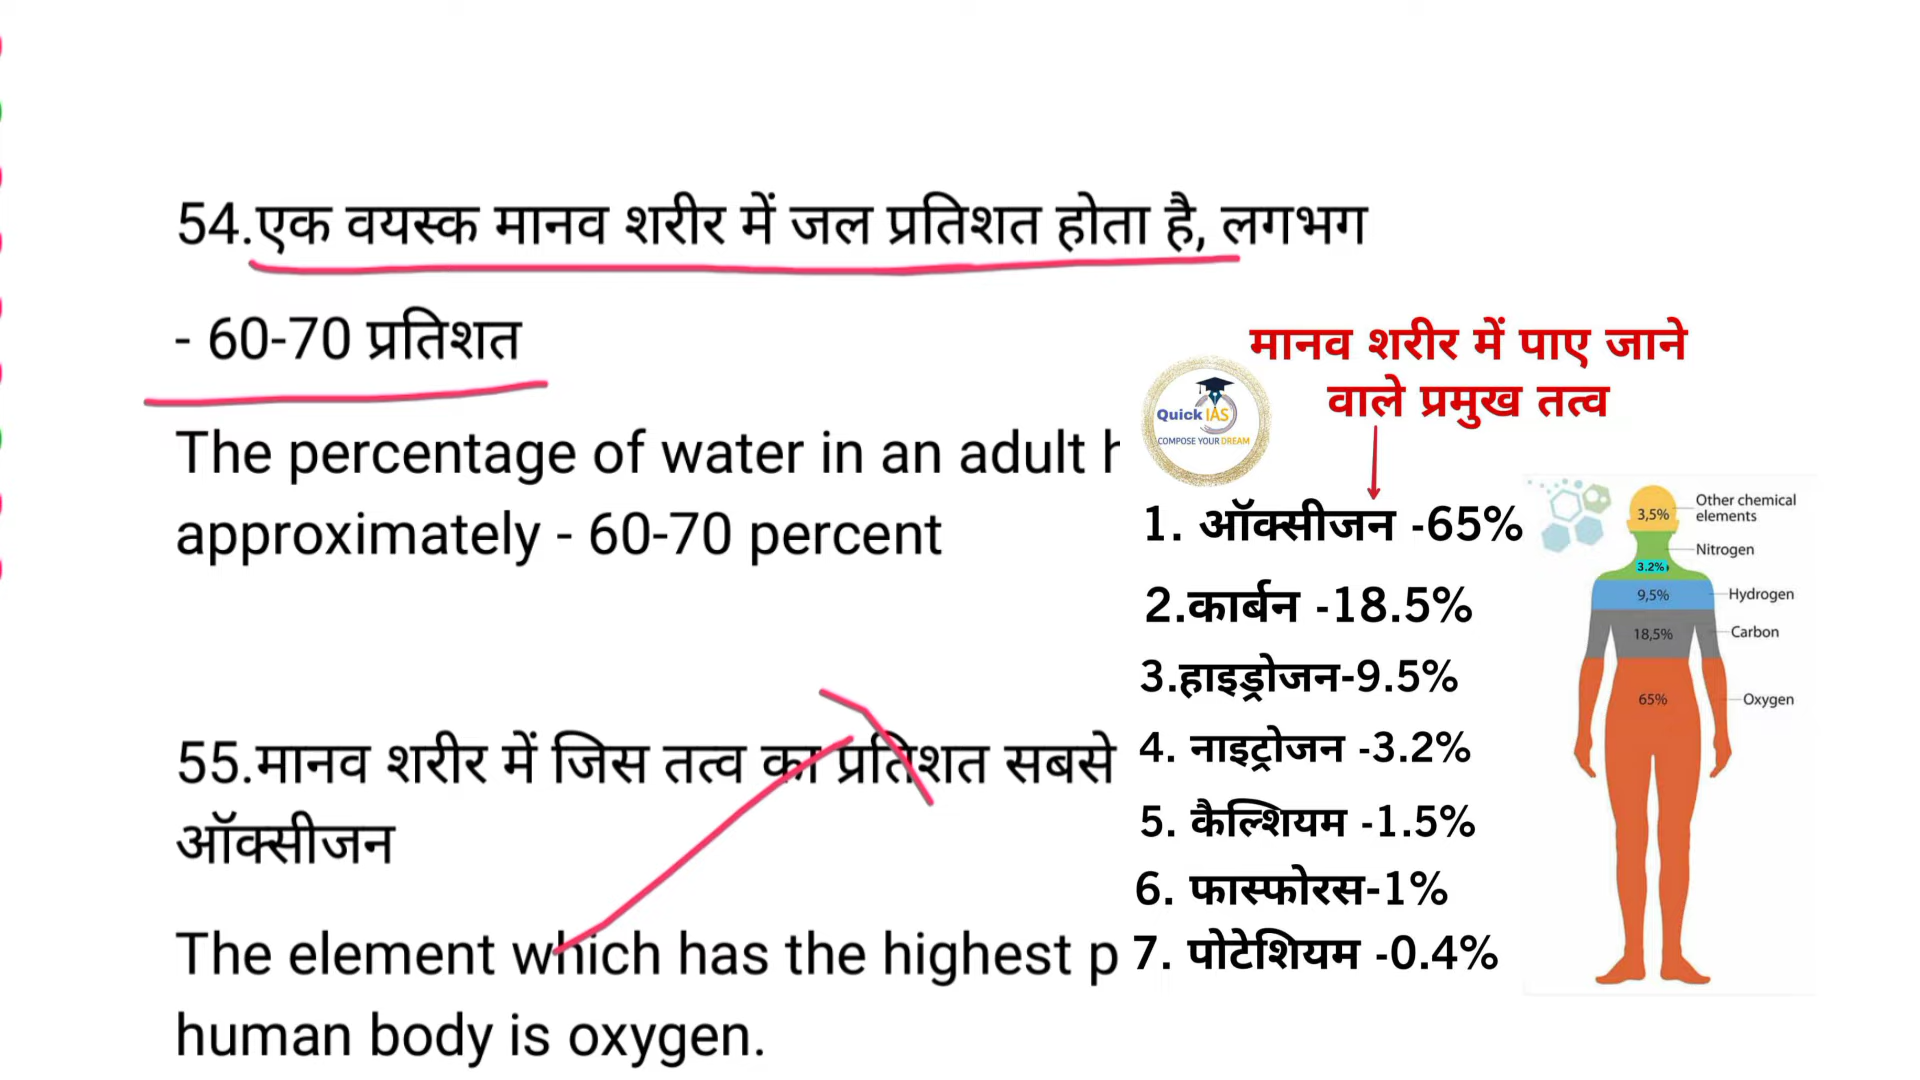 54.एक वयस्क मानव शरीर में जल प्रतिशत होता है, लगभग
- 60-70 प्रतिशत
The percentage of water in an adult h
approximately - 60-70 percent
55.मानव शरीर में जिस तत्व का प्रतिशत सबसे
ऑक्सीजन
The element which has the highest p
human body is oxygen.
मानव शरीर में पाए जाने
वाले प्रमुख तत्व
Quick IAS
COMPOSE YOUR DREAM
1. ऑक्सीजन -65%
2.कार्बन -18.5%
3.हाइड्रोजन-9.5%
4. नाइट्रोजन -3.2%
5. कैल्शियम -1.5%
6. फास्फोरस-1%
7. पोटेशियम -0.4%
3,5%
Other chemical
elements
Nitrogen
3.2%
9,5%
Hydrogen
18,5%
Carbon
65%
Oxygen